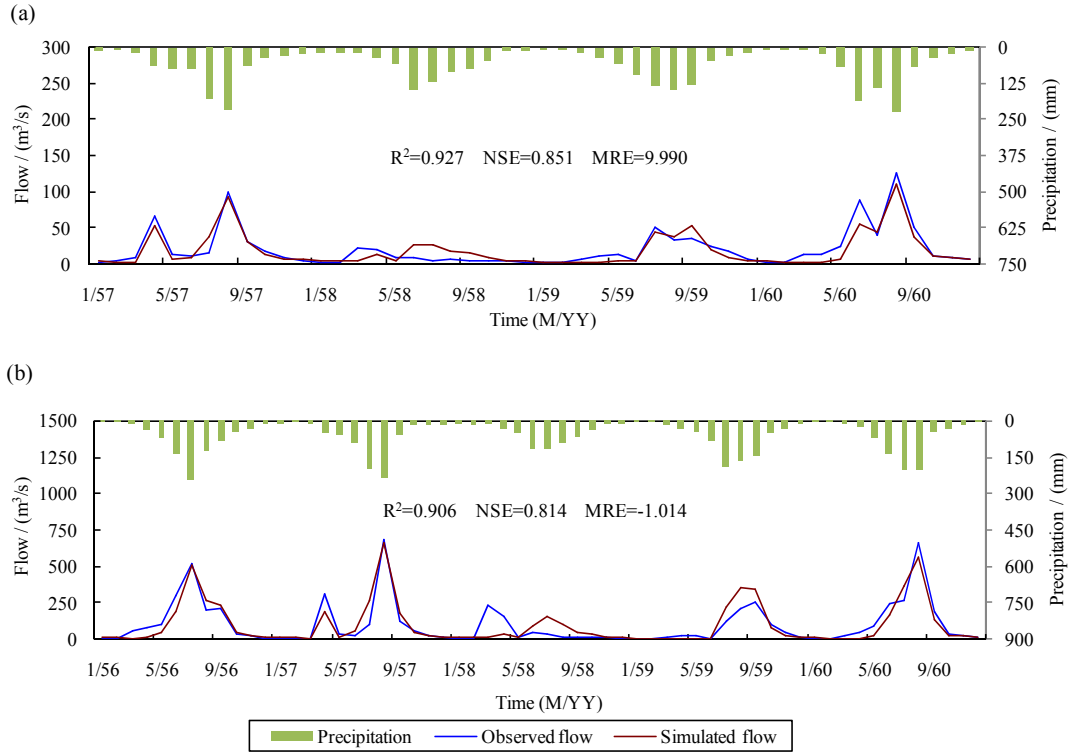 (a)
300 250 200 150 100 50 0
Flow / (m³/s)
0 125 250 375 500 625 750
Precipitation / (mm)
R²=0.927 NSE=0.851 MRE=9.990
1/57 5/57 9/57 1/58 5/58 9/58 1/59 5/59 9/59 1/60 5/60 9/60
Time (M/YY)
(b)
1500 1250 1000 750 500 250 0
Flow / (m³/s)
0 150 300 450 600 750 900
Precipitation / (mm)
R²=0.906 NSE=0.814 MRE=-1.014
1/56 5/56 9/56 1/57 5/57 9/57 1/58 5/58 9/58 1/59 5/59 9/59 1/60 5/60 9/60
Time (M/YY)
Precipitation Observed flow Simulated flow